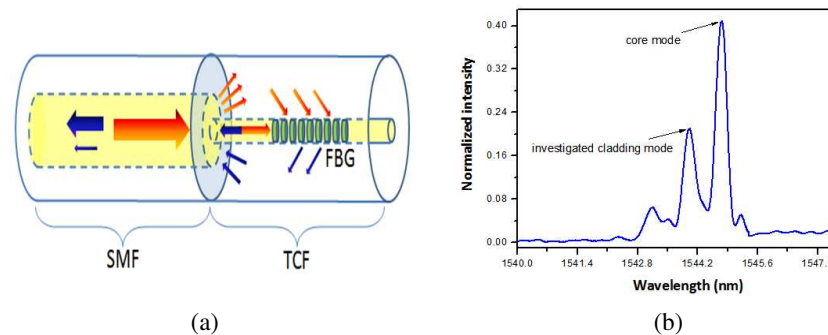 FBG
SMF
TCF
(a)
0.40
0.32
0.24
0.16
0.08
0.00
Normalized intensity
core mode
investigated cladding mode
1540.0 1541.4 1542.8 1544.2 1545.6 1547.
Wavelength (nm)
(b)